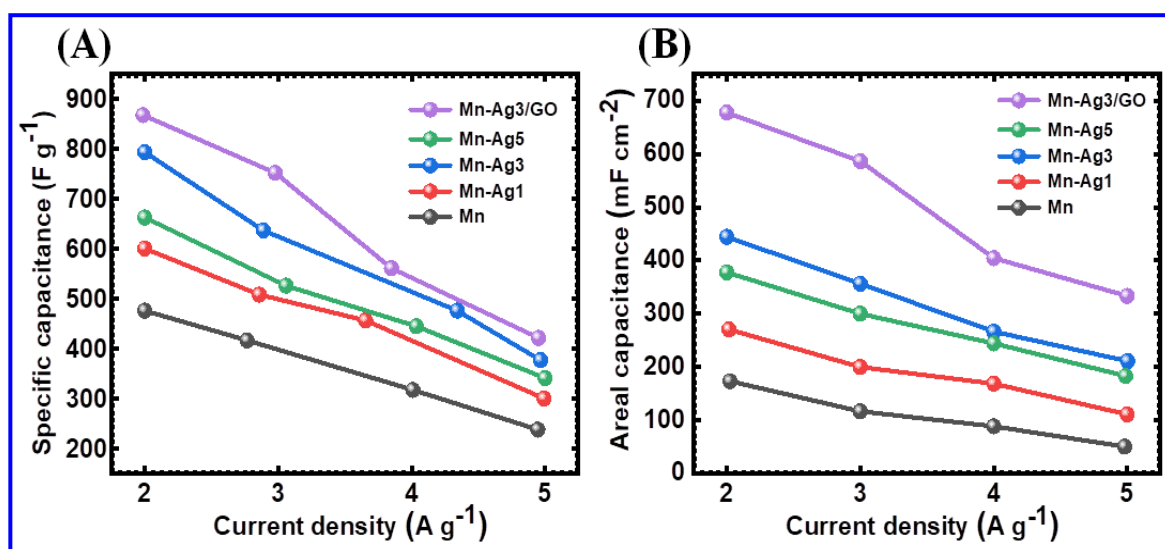 (A)
Specific capacitance (F g⁻¹)
900
800
700
600
500
400
300
200
Mn-Ag3/GO
Mn-Ag5
Mn-Ag3
Mn-Ag1
Mn
2 3 4 5
Current density (A g⁻¹)
(B)
Areal capacitance (mF cm⁻²)
700
600
500
400
300
200
100
0
Mn-Ag3/GO
Mn-Ag5
Mn-Ag3
Mn-Ag1
Mn
2 3 4 5
Current density (A g⁻¹)